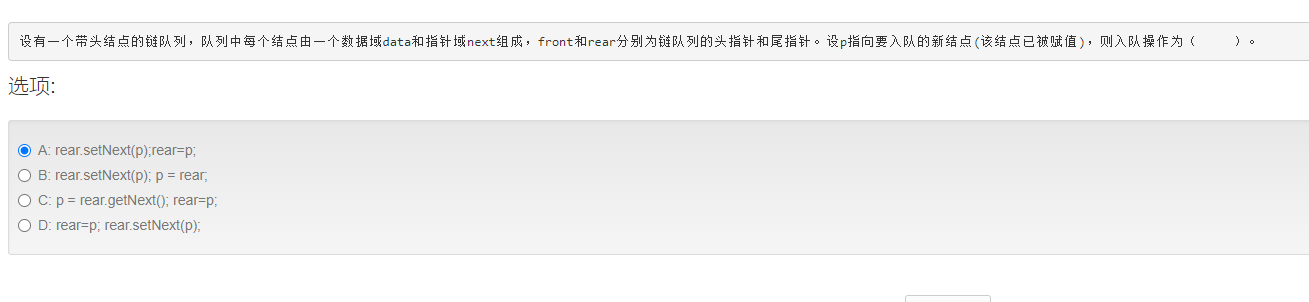 设有一个带头结点的链队列，队列中每个结点由一个数据域data和指针域next组成，front和rear分别为链队列的头指针和尾指针。设p指向要入队的新结点(该结点已被赋值)，则入队操作为（　　）。
选项:
A: rear.setNext(p);rear=p;
B: rear.setNext(p); p = rear;
C: p = rear.getNext(); rear=p;
D: rear=p; rear.setNext(p);